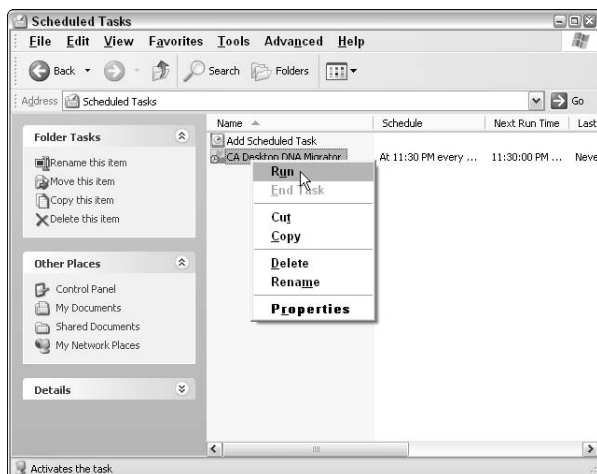 Scheduled Tasks
File Edit View Favorites Tools Advanced Help
Back Search Folders
Address Scheduled Tasks Go
Name Schedule Next Run Time Last
Folder Tasks
Rename this item
Move this item
Copy this item
Delete this item
Other Places
Control Panel
My Documents
Shared Documents
My Network Places
Details
Add Scheduled Task
CA Desktop DNA Migrator At 11:30 PM every ... 11:30:00 PM ... Neve
Run
End Task
Cut
Copy
Delete
Rename
Properties
Activates the task